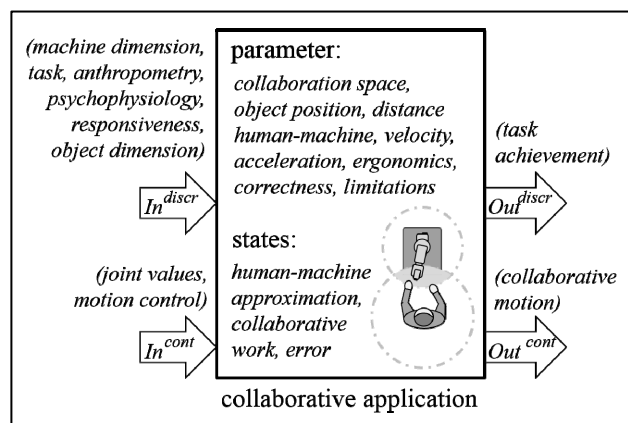 (machine dimension,
task, anthropometry,
psychophysiology,
responsiveness,
object dimension)
In^discr
(joint values,
motion control)
In^cont
parameter:
collaboration space,
object position, distance
human-machine, velocity,
acceleration, ergonomics,
correctness, limitations
states:
human-machine
approximation,
collaborative
work, error
(task
achievement)
Out^discr
(collaborative
motion)
Out^cont
collaborative application